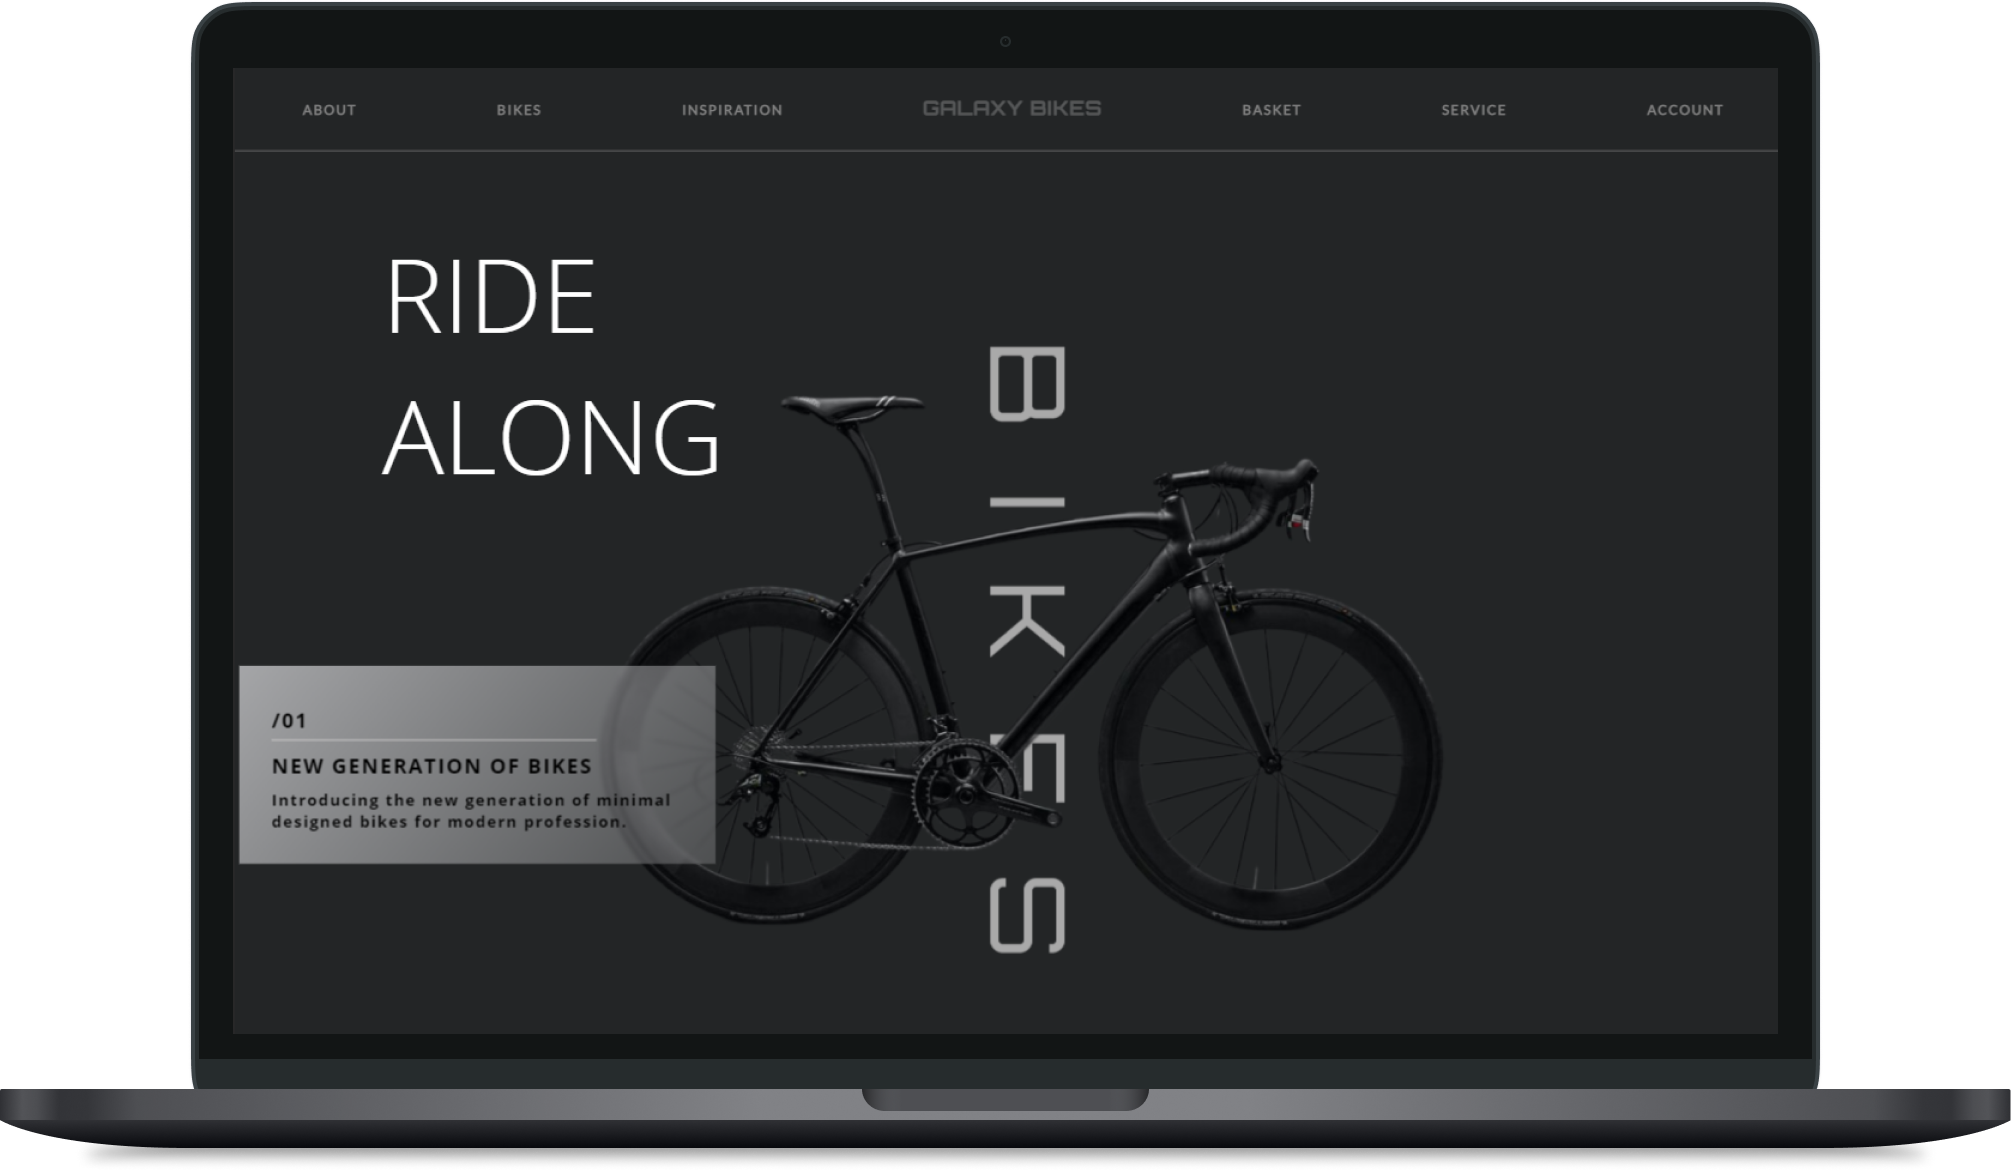 ABOUT
BIKES
INSPIRATION
GALAXY BIKES
BASKET
SERVICE
ACCOUNT
RIDE
ALONG
BIKES
/01
NEW GENERATION OF BIKES
Introducing the new generation of minimal
designed bikes for modern profession.